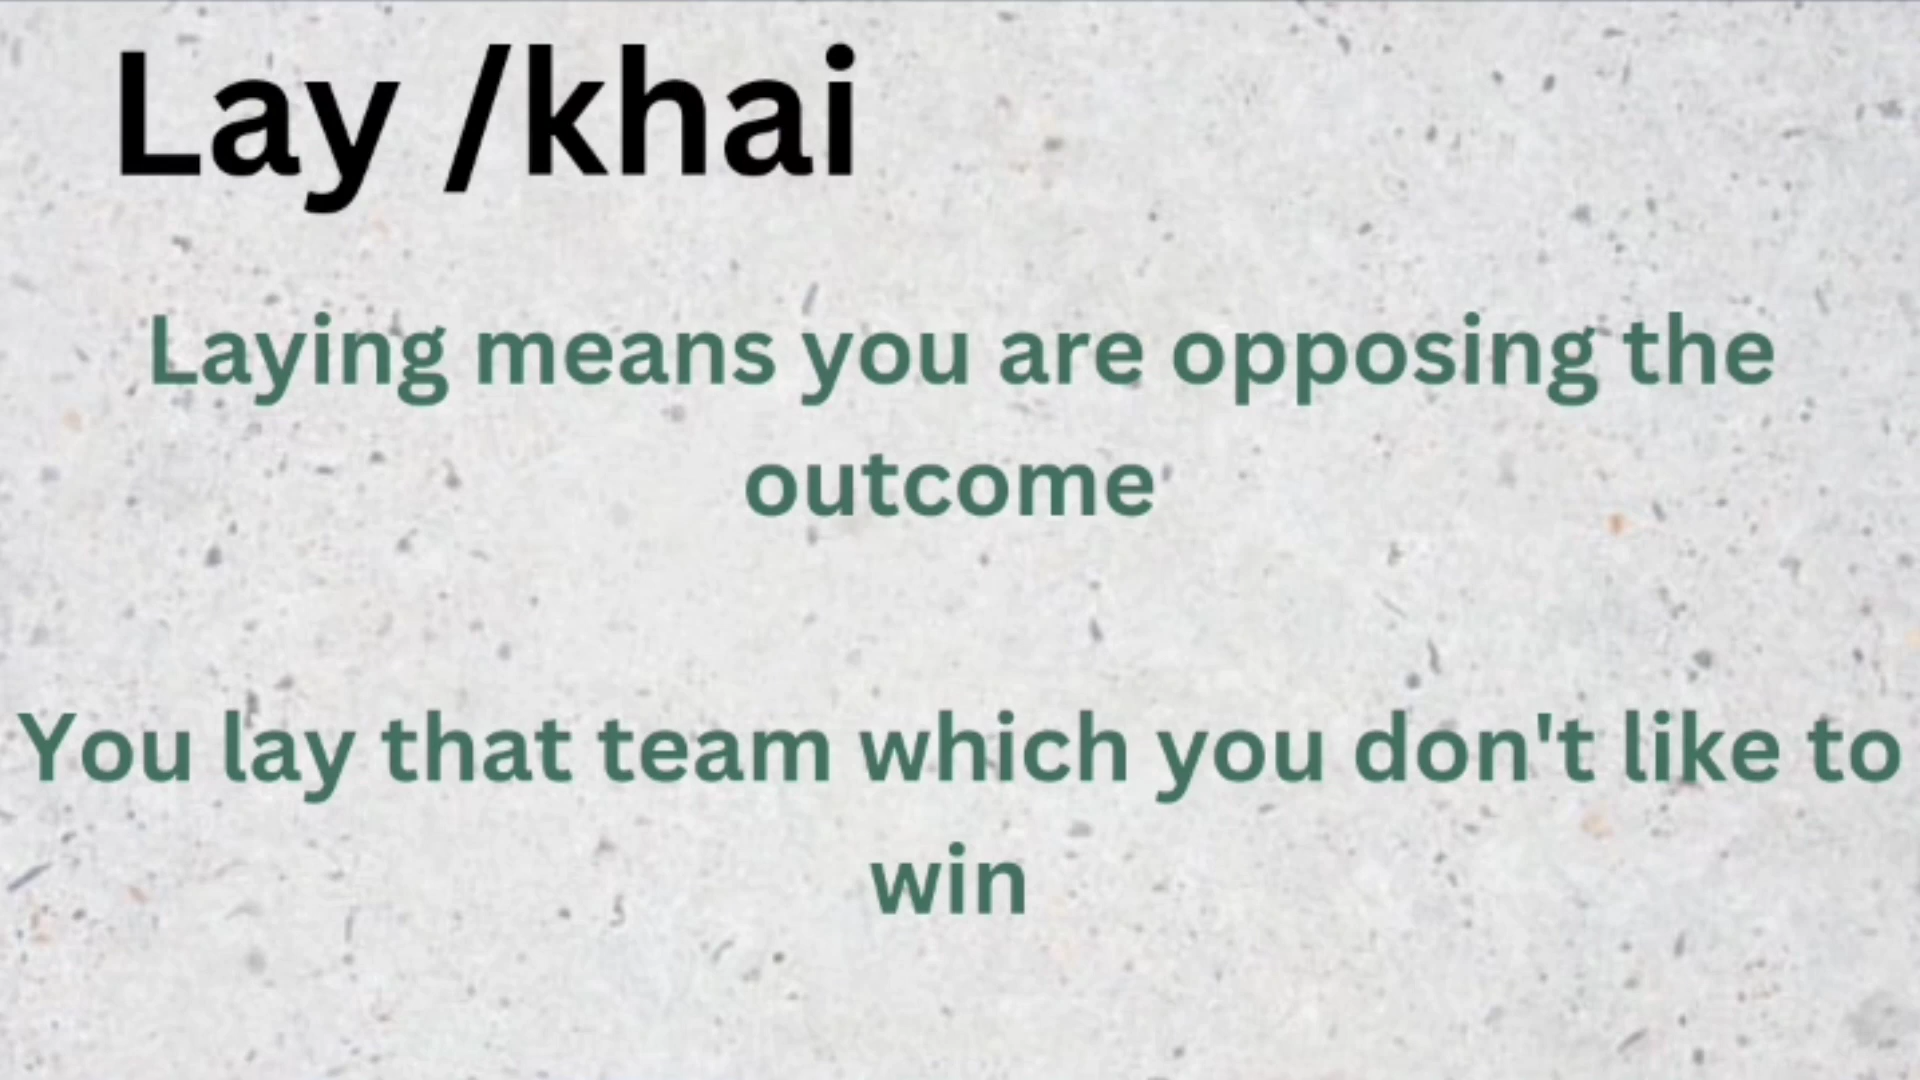 Lay /khai
Laying means you are opposing the
outcome
You lay that team which you don't like to
win